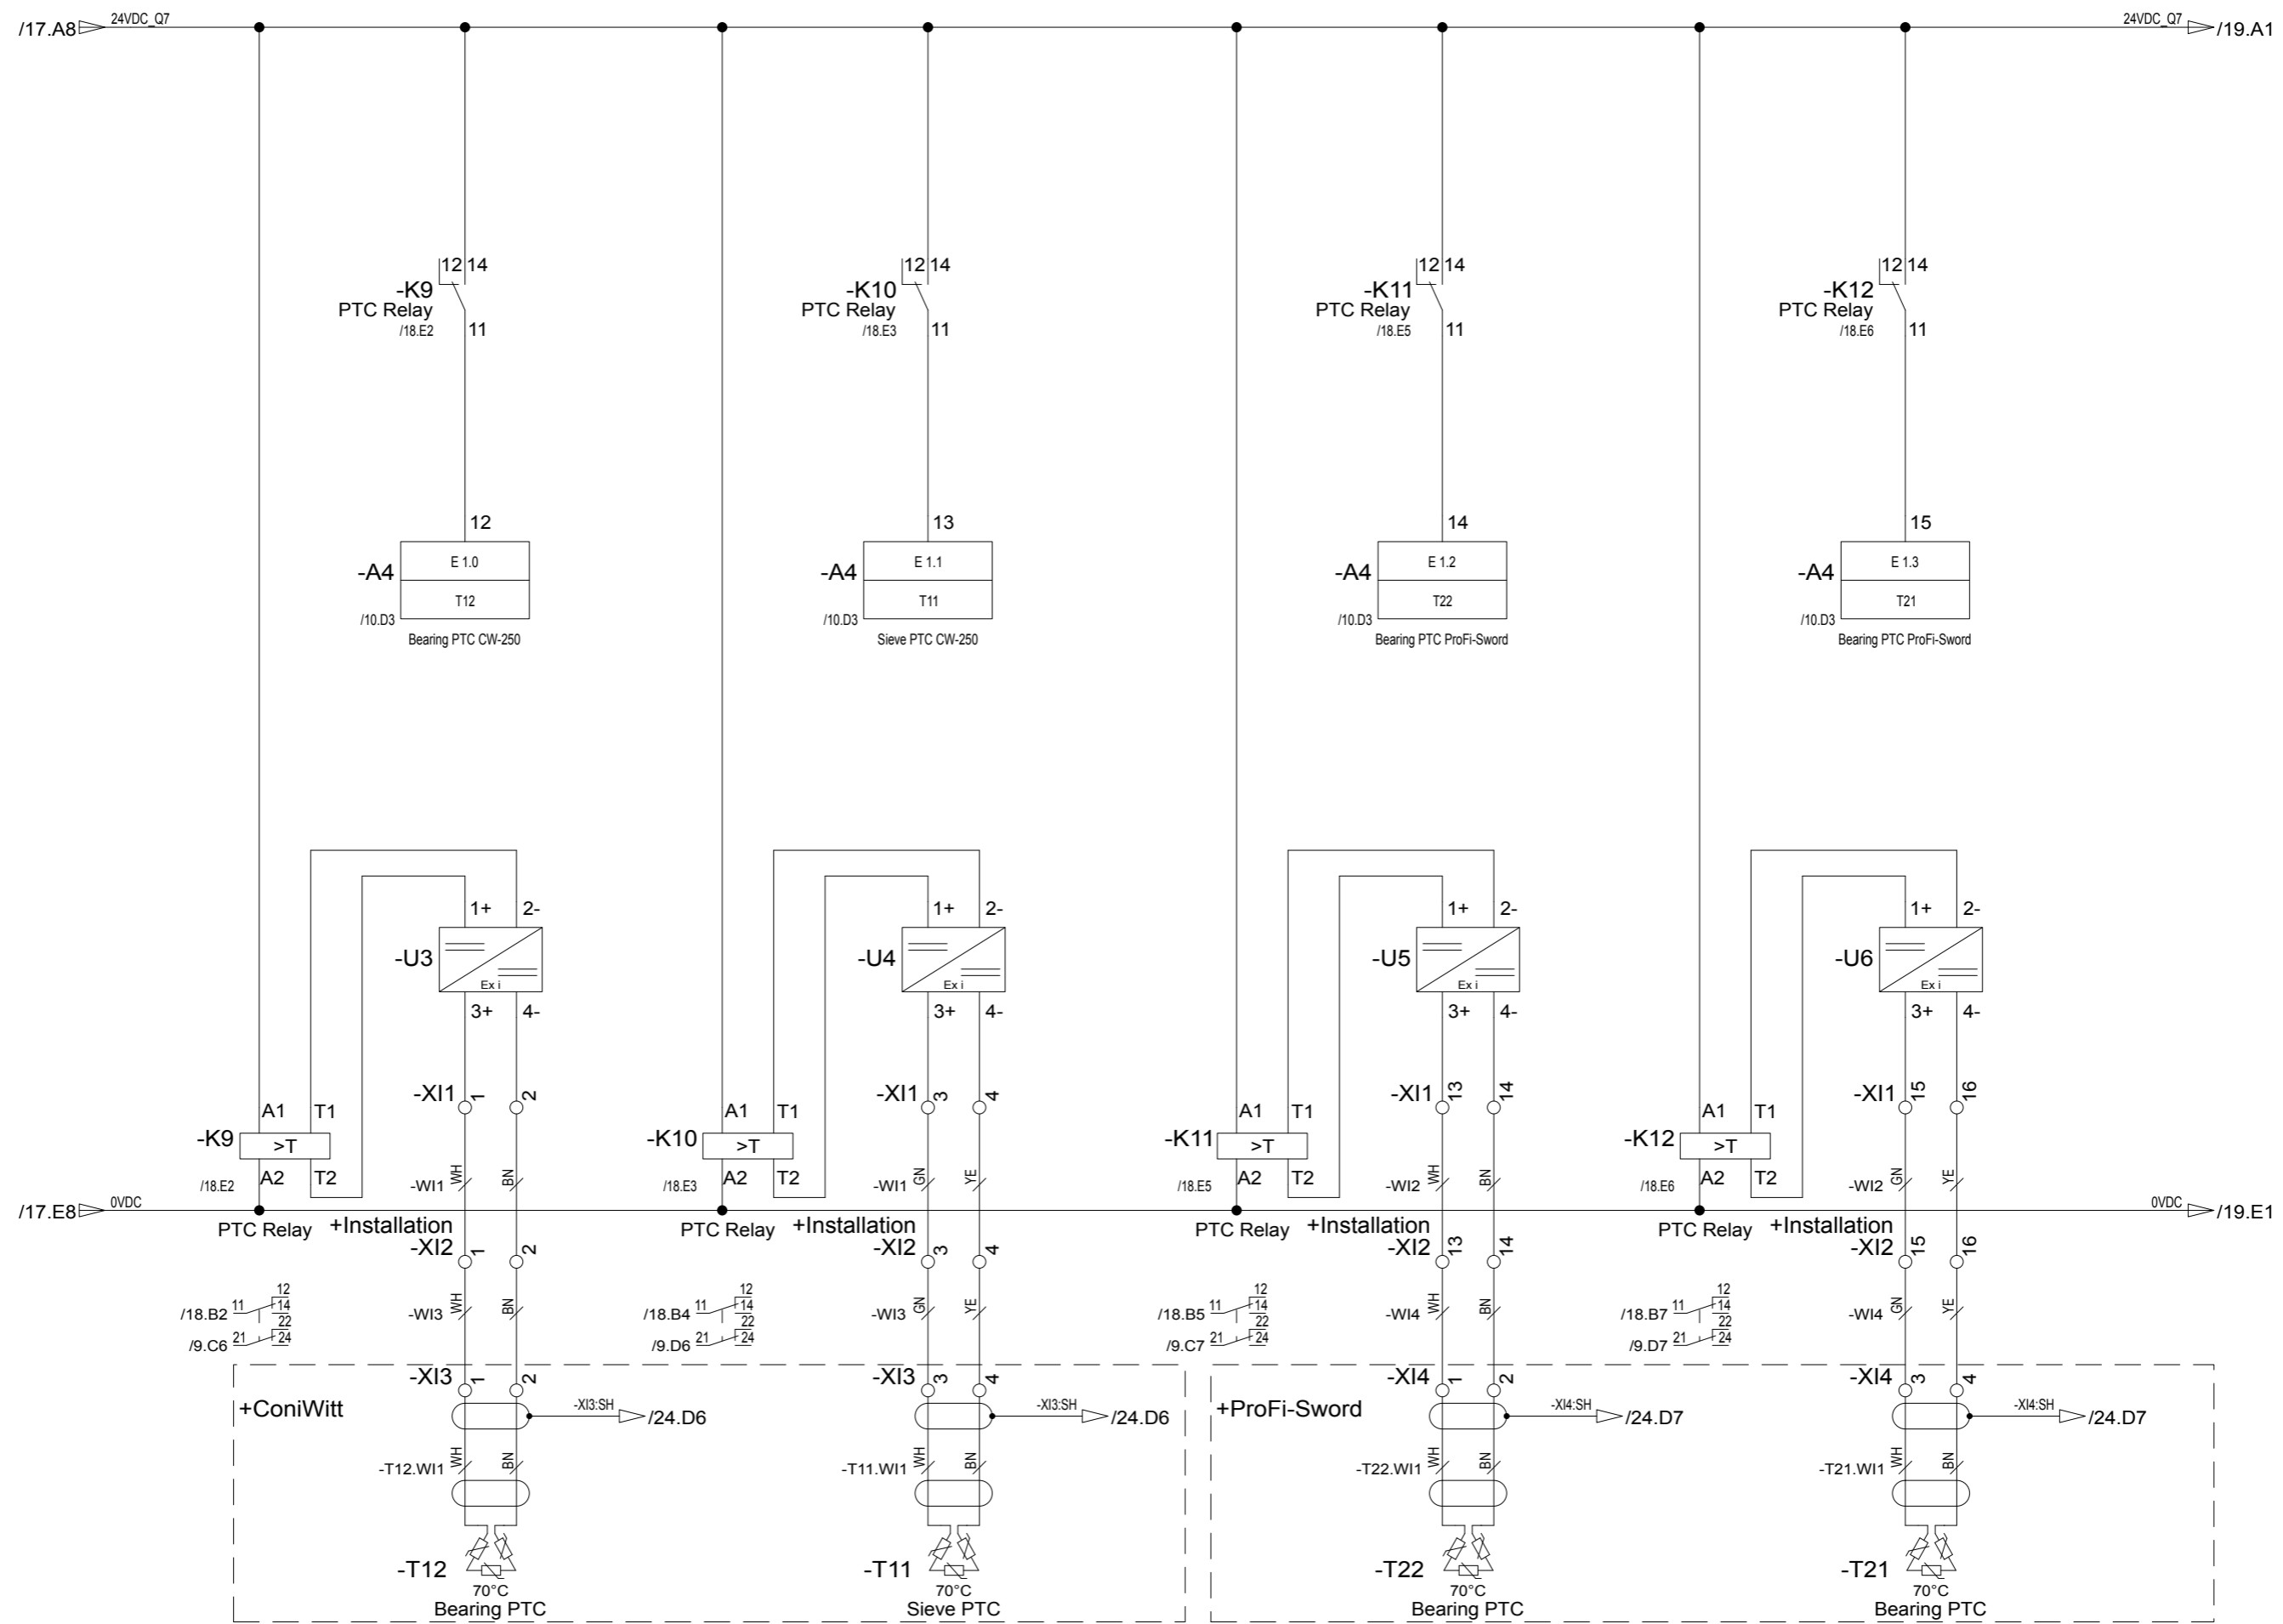 /17.A8 24VDC_Q7 24VDC_Q7 /19.A1
12 14 12 14 12 14 12 14
-K9 -K10 -K11 -K12
PTC Relay PTC Relay PTC Relay PTC Relay
/18.E2 11 /18.E3 11 /18.E5 11 /18.E6 11
12 13 14 15
E 1.0 E 1.1 E 1.2 E 1.3
-A4 -A4 -A4 -A4
T12 T11 T22 T21
/10.D3 /10.D3 /10.D3 /10.D3
Bearing PTC CW-250 Sieve PTC CW-250 Bearing PTC ProFi-Sword Bearing PTC ProFi-Sword
1+ 2- 1+ 2- 1+ 2- 1+ 2-
-U3 -U4 -U5 -U6
Ex i Ex i Ex i Ex i
3+ 4- 3+ 4- 3+ 4- 3+ 4-
-XI1 1 2 -XI1 3 4 -XI1 13 14 -XI1 15 16
A1 T1 A1 T1 A1 T1 A1 T1
-K9 >T -K10 >T -K11 >T -K12 >T
/18.E2 A2 T2 -WI1 WH BN /18.E3 A2 T2 -WI1 GN YE /18.E5 A2 T2 -WI2 WH BN /18.E6 A2 T2 -WI2 GN YE
/17.E8 0VDC 0VDC /19.E1
PTC Relay +Installation PTC Relay +Installation PTC Relay +Installation PTC Relay +Installation
-XI2 1 2 -XI2 3 4 -XI2 13 14 -XI2 15 16
12 12 12 12
/18.B2 11 14 -WI3 WH BN /18.B4 11 14 -WI3 GN YE /18.B5 11 14 -WI4 WH BN /18.B7 11 14 -WI4 GN YE
22 22 22 22
/9.C6 21 24 /9.D6 21 24 /9.C7 21 24 /9.D7 21 24
-XI3 1 2 -XI3 3 4 -XI4 1 2 -XI4 3 4
+ConiWitt -XI3:SH /24.D6 -XI3:SH /24.D6 +ProFi-Sword -XI4:SH /24.D7 -XI4:SH /24.D7
-T12.WI1 WH BN -T11.WI1 WH BN -T22.WI1 WH BN -T21.WI1 WH BN
-T12 -T11 -T22 -T21
70°C 70°C 70°C 70°C
Bearing PTC Sieve PTC Bearing PTC Bearing PTC